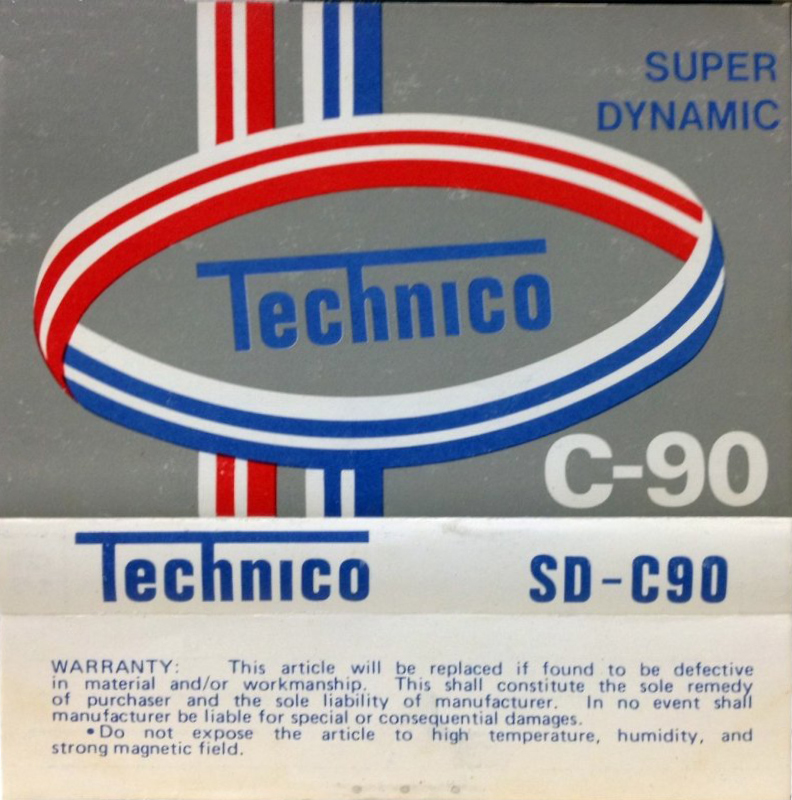 SUPER
DYNAMIC
Technico
C-90
Technico SD-C90
WARRANTY: This article will be replaced if found to be defective
in material and/or workmanship. This shall constitute the sole remedy
of purchaser and the sole liability of manufacturer. In no event shall
manufacturer be liable for special or consequential damages.
•Do not expose the article to high temperature, humidity, and
strong magnetic field.